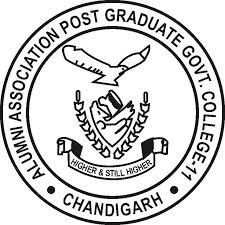 ALUMNI ASSOCIATION POST GRADUATE GOVT. COLLEGE-11
HIGHER & STILL HIGHER
CHANDIGARH